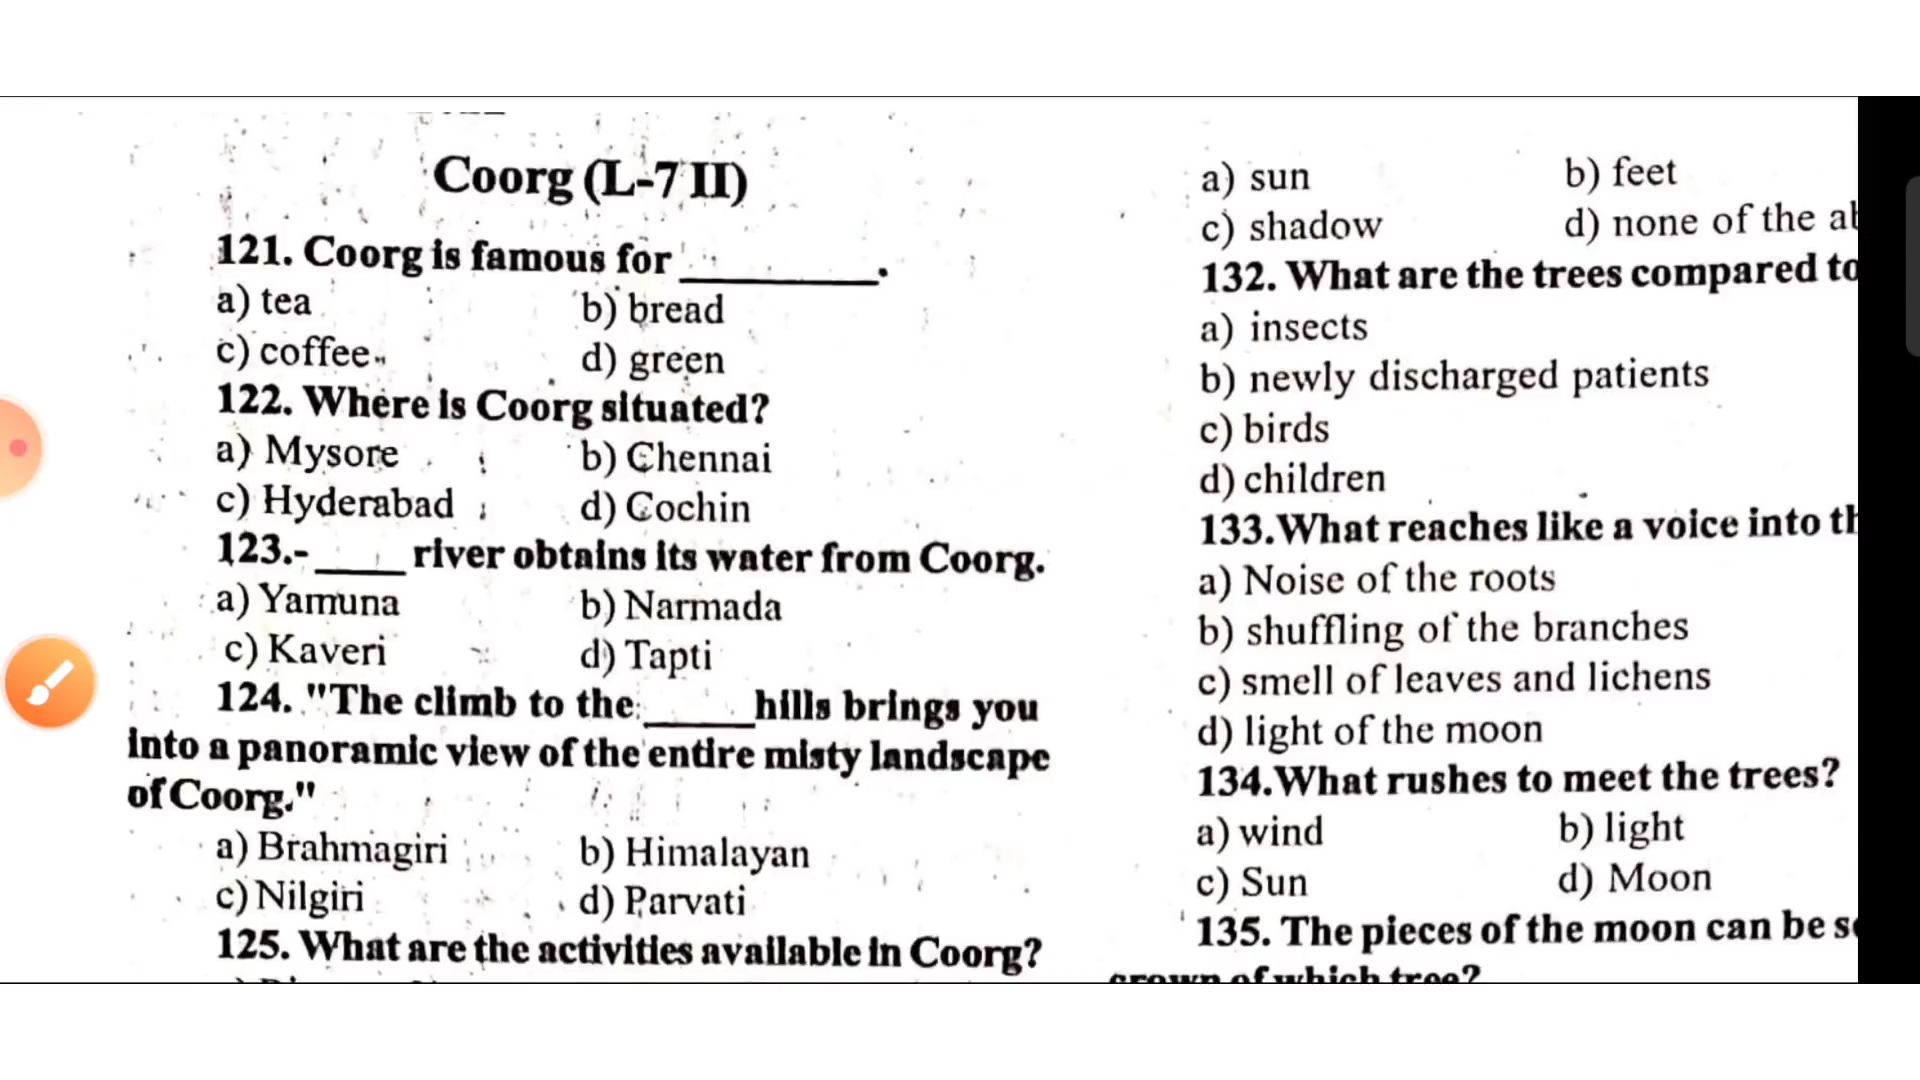 Coorg (L-7 II)
121. Coorg is famous for __________.
a) tea b) bread
c) coffee d) green
122. Where is Coorg situated?
a) Mysore b) Chennai
c) Hyderabad d) Cochin
123.- ____ river obtains its water from Coorg.
a) Yamuna b) Narmada
c) Kaveri d) Tapti
124. "The climb to the _____ hills brings you
into a panoramic view of the entire misty landscape
of Coorg."
a) Brahmagiri b) Himalayan
c) Nilgiri d) Parvati
125. What are the activities available in Coorg?
a) sun b) feet
c) shadow d) none of the
132. What are the trees compared to
a) insects
b) newly discharged patients
c) birds
d) children
133. What reaches like a voice into
a) Noise of the roots
b) shuffling of the branches
c) smell of leaves and lichens
d) light of the moon
134. What rushes to meet the trees?
a) wind b) light
c) Sun d) Moon
135. The pieces of the moon can be
crown of which tree?